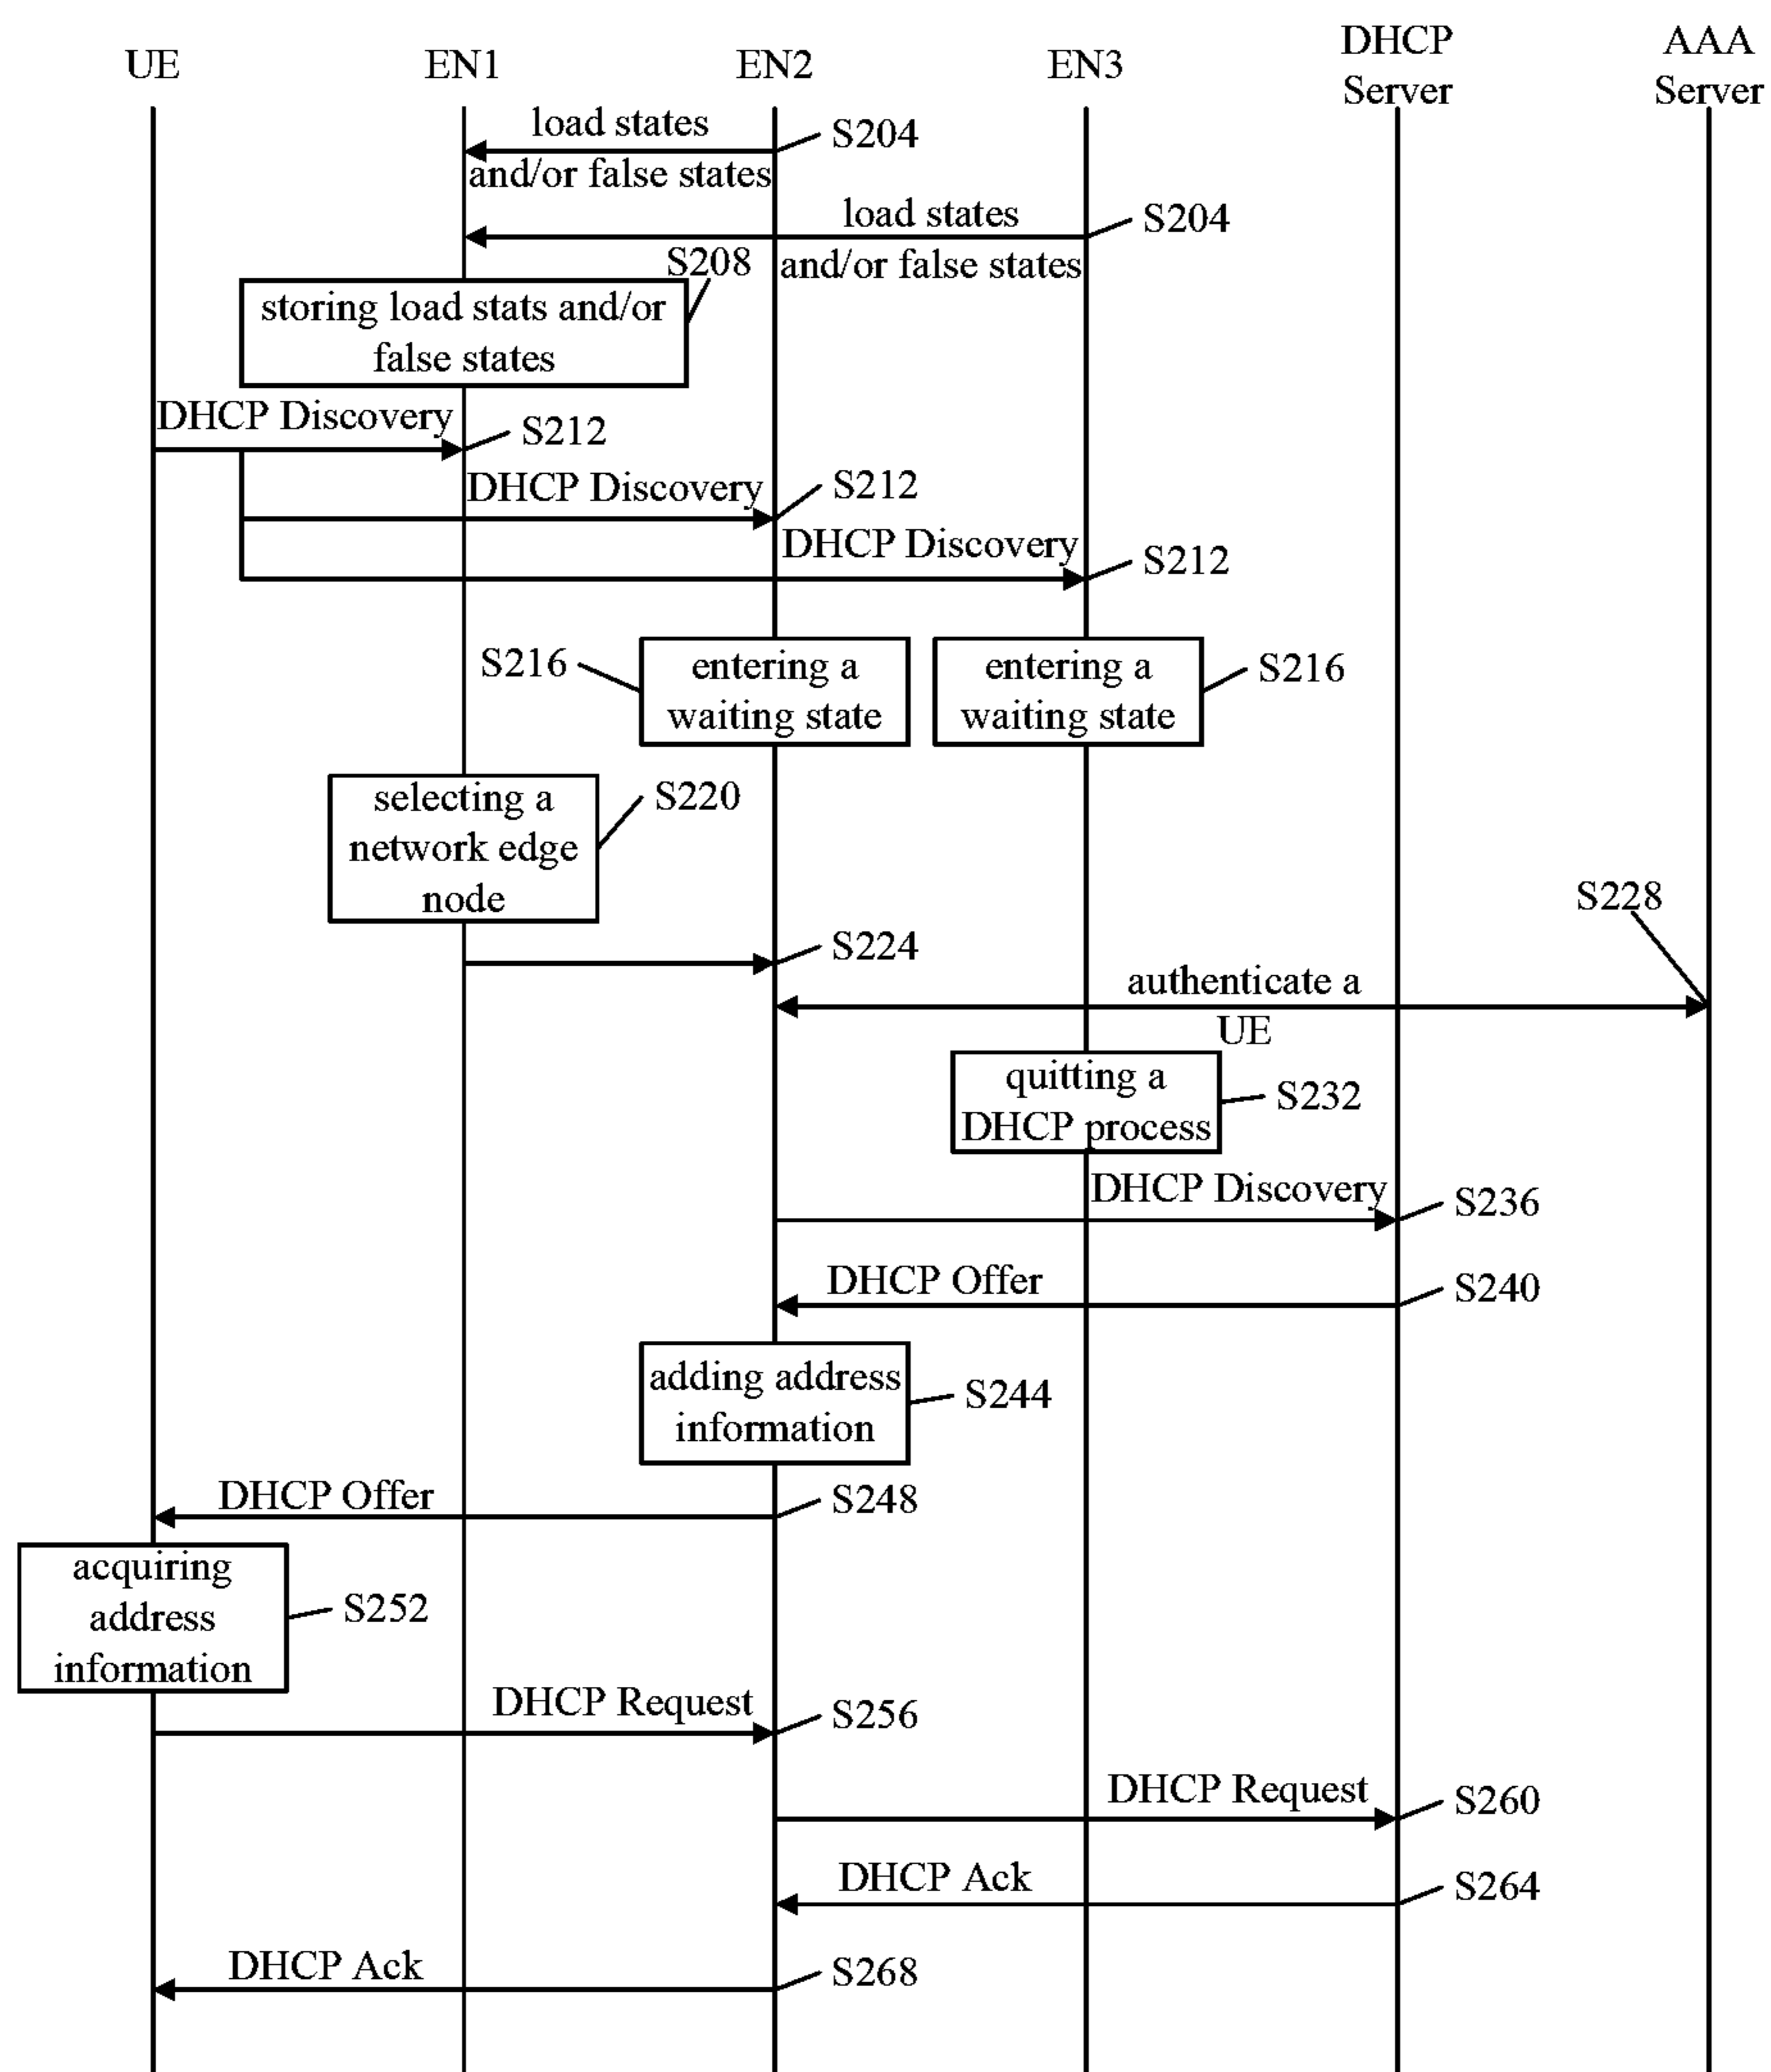 UE
EN1
EN2
EN3
DHCP
Server
AAA
Server
load states
and/or false states
S204
load states
and/or false states
S204
S208
storing load stats and/or
false states
DHCP Discovery
S212
DHCP Discovery
S212
DHCP Discovery
S212
S216
entering a
waiting state
entering a
waiting state
S216
selecting a
network edge
node
S220
S224
S228
authenticate a
UE
quitting a
DHCP process
S232
DHCP Discovery
S236
DHCP Offer
S240
adding address
information
S244
DHCP Offer
S248
acquiring
address
information
S252
DHCP Request
S256
DHCP Request
S260
DHCP Ack
S264
DHCP Ack
S268